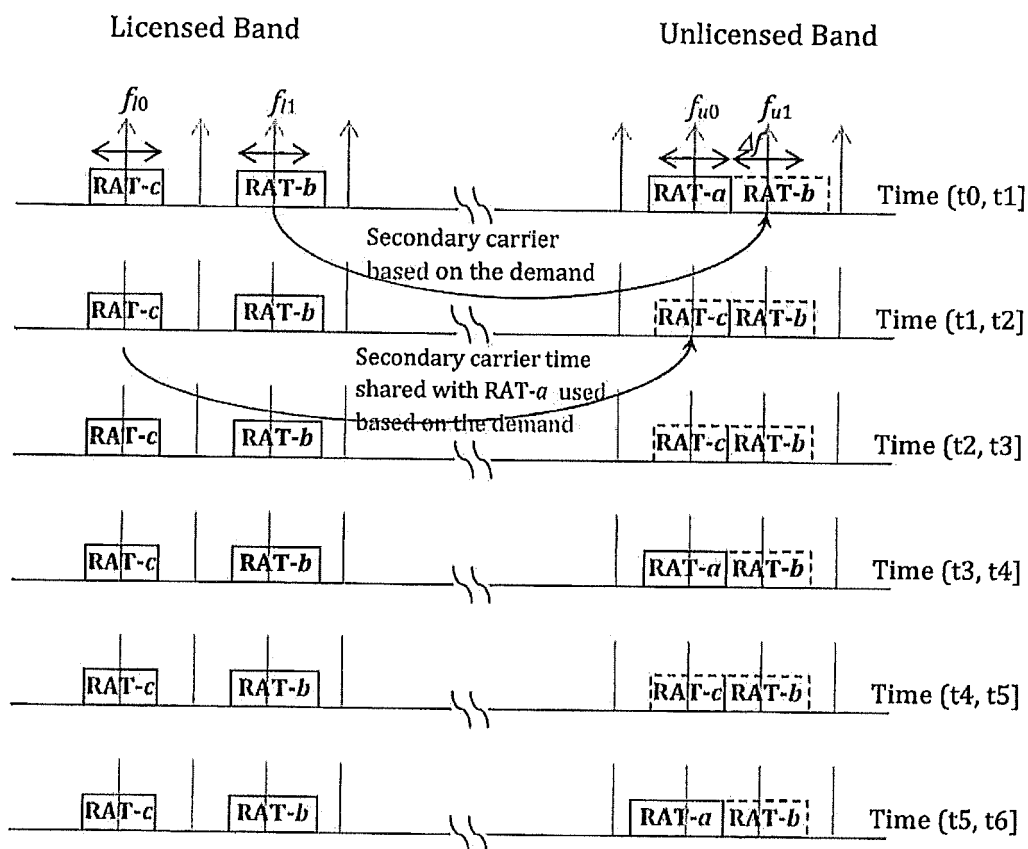 Licensed Band
Unlicensed Band
fl0
fl1
fu0
fu1
Δf
RAT-c
RAT-b
RAT-a
RAT-b
Time (t0, t1]
Secondary carrier
based on the demand
RAT-c
RAT-b
RAT-c
RAT-b
Time (t1, t2]
Secondary carrier time
shared with RAT-a used
based on the demand
RAT-c
RAT-b
RAT-c
RAT-b
Time (t2, t3]
RAT-c
RAT-b
RAT-a
RAT-b
Time (t3, t4]
RAT-c
RAT-b
RAT-c
RAT-b
Time (t4, t5]
RAT-c
RAT-b
RAT-a
RAT-b
Time (t5, t6]